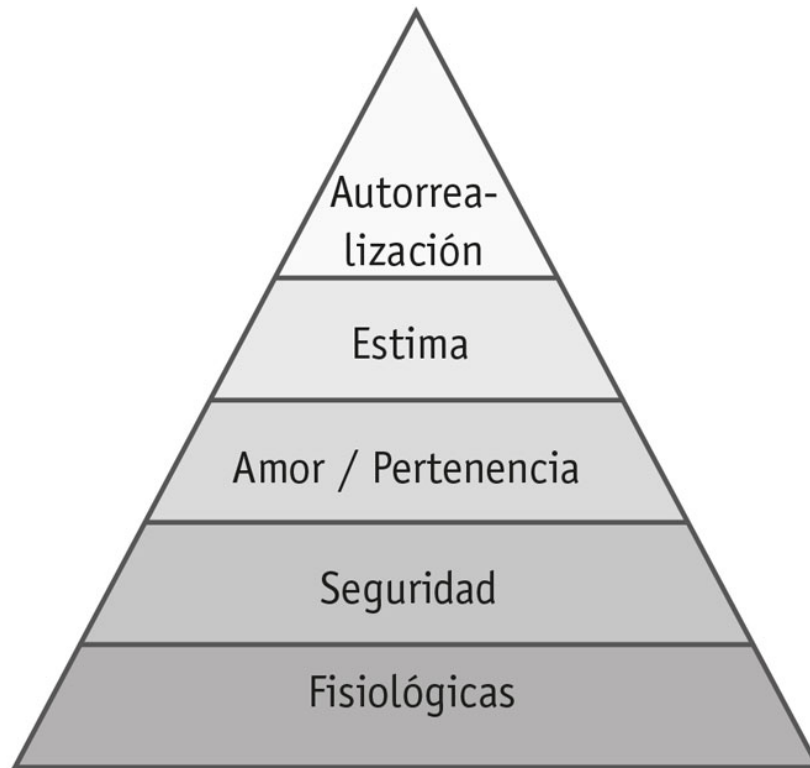 Autorrea-
lización
Estima
Amor / Pertenencia
Seguridad
Fisiológicas